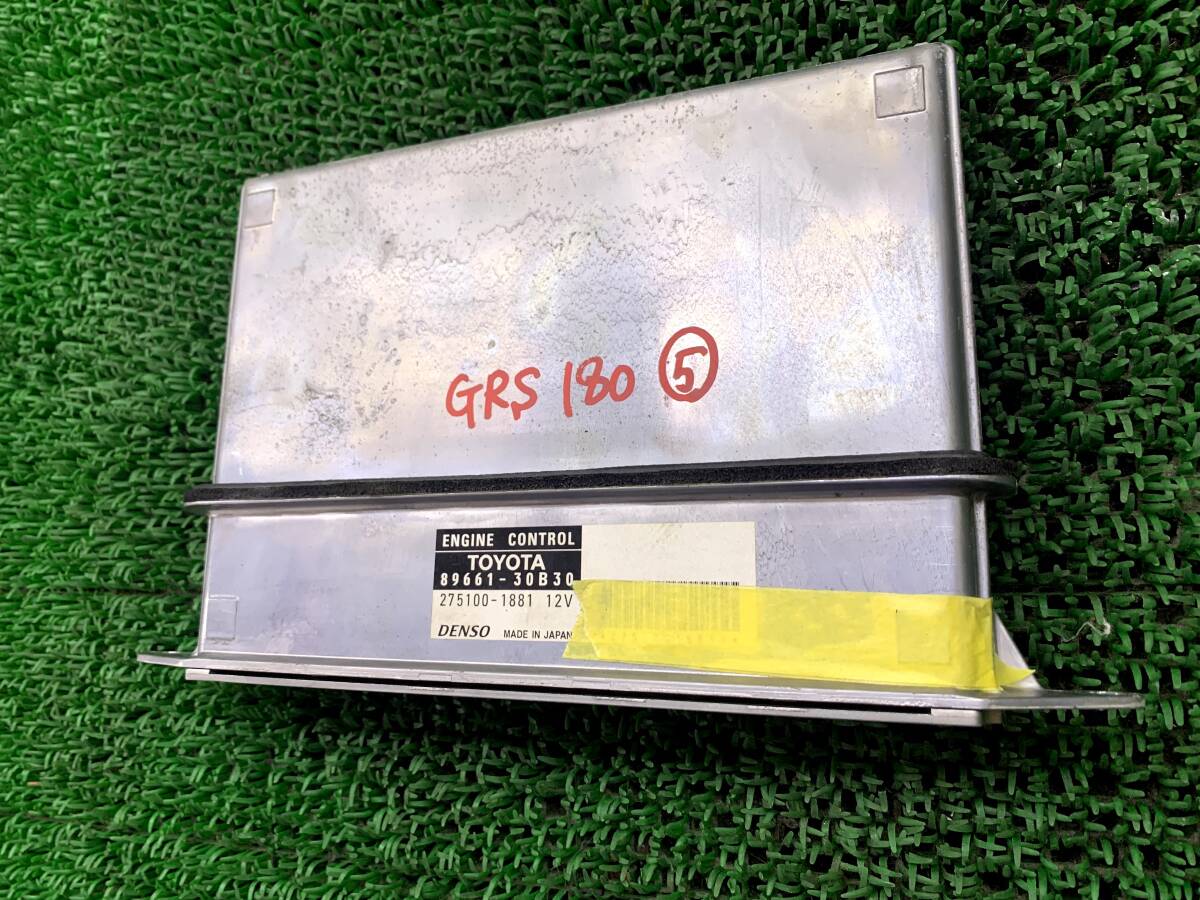 GRS 180 ⑤
ENGINE CONTROL
TOYOTA
89661-30B30
275100-1881 12V
DENSO MADE IN JAPAN